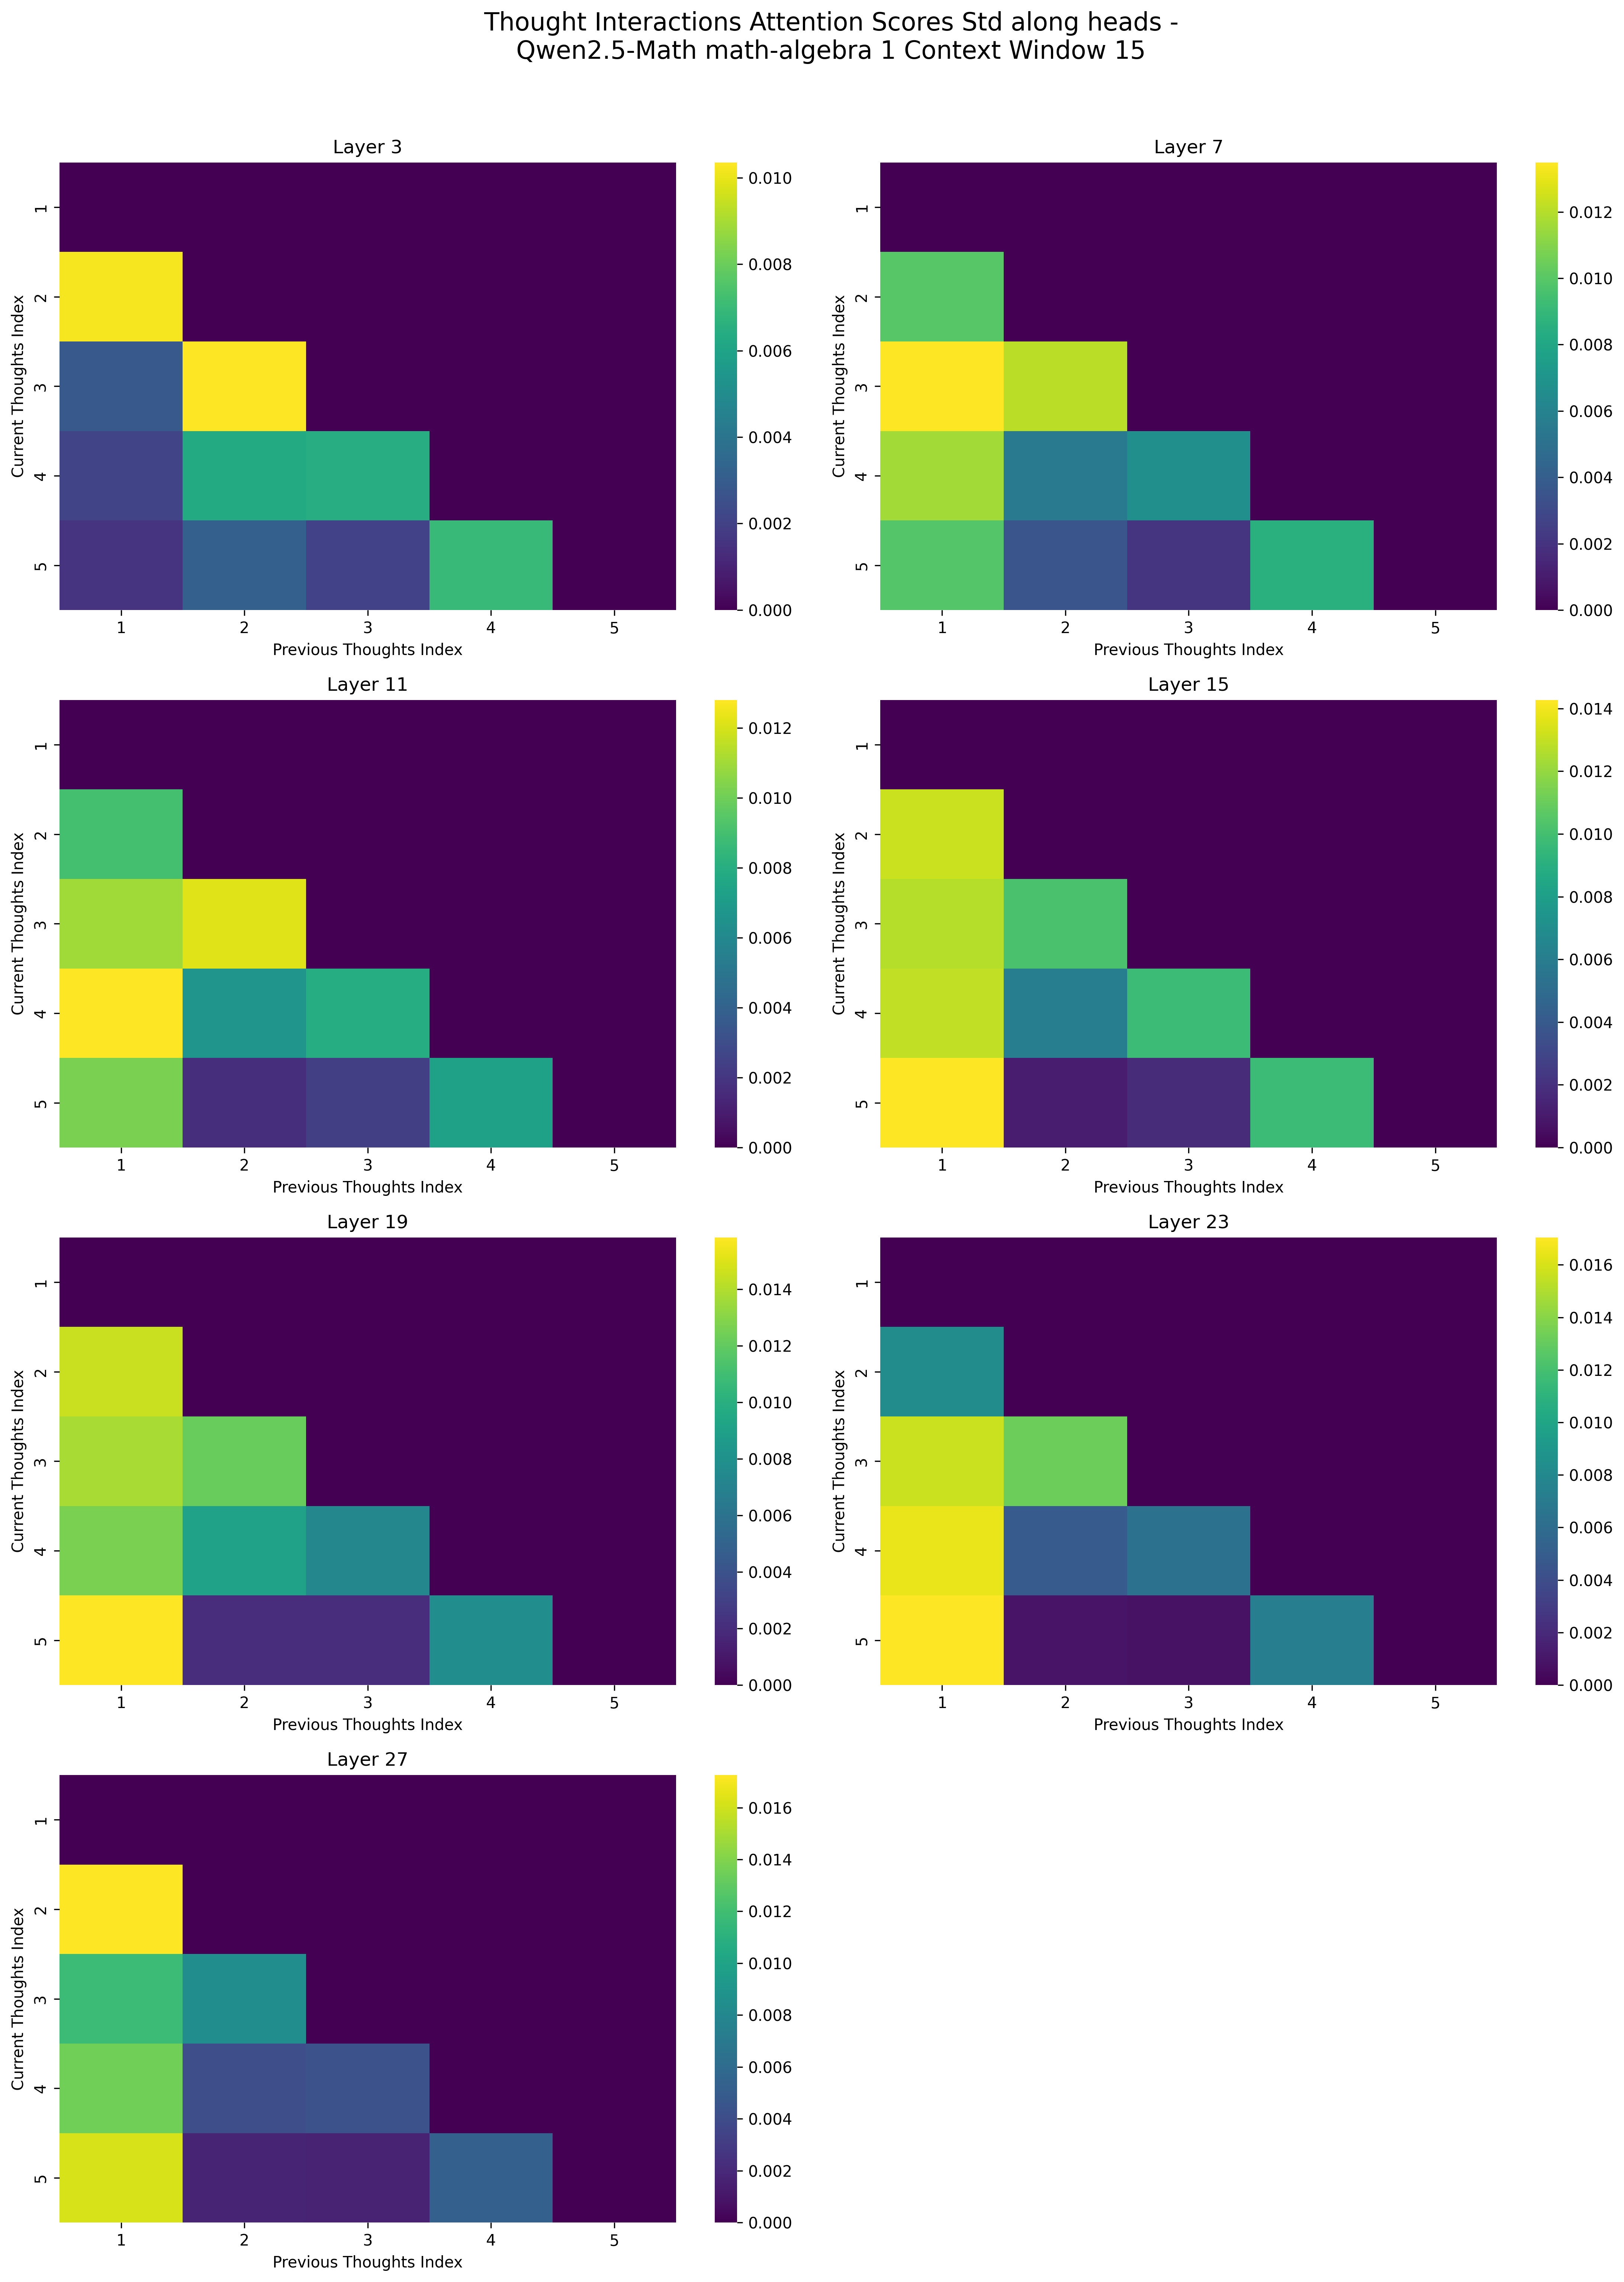 Thought Interactions Attention Scores Std along heads -
Qwen2.5-Math math-algebra 1 Context Window 15
Layer 3
Current Thoughts Index
1
2
3
4
5
1 2 3 4 5
Previous Thoughts Index
0.010
0.008
0.006
0.004
0.002
0.000
Layer 7
Current Thoughts Index
1
2
3
4
5
1 2 3 4 5
Previous Thoughts Index
0.012
0.010
0.008
0.006
0.004
0.002
0.000
Layer 11
Current Thoughts Index
1
2
3
4
5
1 2 3 4 5
Previous Thoughts Index
0.012
0.010
0.008
0.006
0.004
0.002
0.000
Layer 15
Current Thoughts Index
1
2
3
4
5
1 2 3 4 5
Previous Thoughts Index
0.014
0.012
0.010
0.008
0.006
0.004
0.002
0.000
Layer 19
Current Thoughts Index
1
2
3
4
5
1 2 3 4 5
Previous Thoughts Index
0.014
0.012
0.010
0.008
0.006
0.004
0.002
0.000
Layer 23
Current Thoughts Index
1
2
3
4
5
1 2 3 4 5
Previous Thoughts Index
0.016
0.014
0.012
0.010
0.008
0.006
0.004
0.002
0.000
Layer 27
Current Thoughts Index
1
2
3
4
5
1 2 3 4 5
Previous Thoughts Index
0.016
0.014
0.012
0.010
0.008
0.006
0.004
0.002
0.000